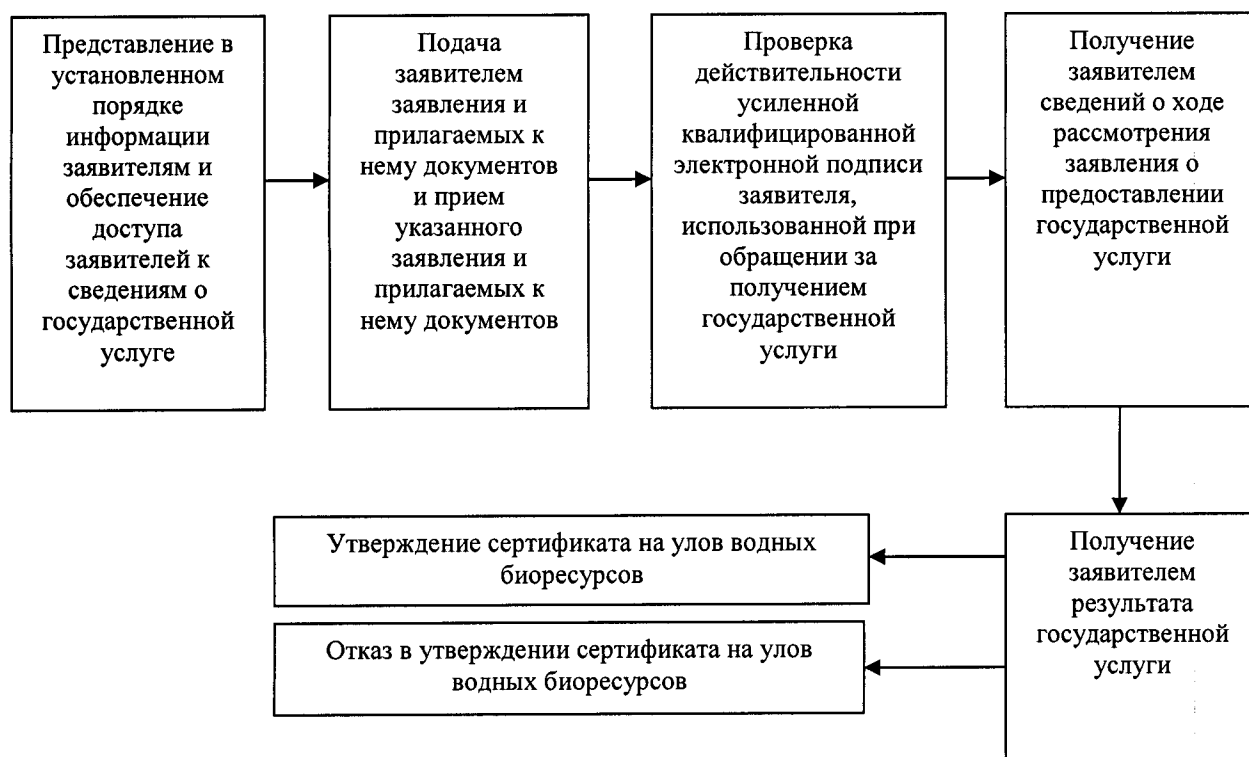 Представление в
установленном
порядке
информации
заявителям и
обеспечение
доступа
заявителей к
сведениям о
государственной
услуге
Подача
заявителем
заявления и
прилагаемых к
нему документов
и прием
указанного
заявления и
прилагаемых к
нему документов
Проверка
действительности
усиленной
квалифицированной
электронной подписи
заявителя,
использованной при
обращении за
получением
государственной
услуги
Получение
заявителем
сведений о ходе
рассмотрения
заявления о
предоставлении
государственной
услуги
Утверждение сертификата на улов водных
биоресурсов
Отказ в утверждении сертификата на улов
водных биоресурсов
Получение
заявителем
результата
государственной
услуги